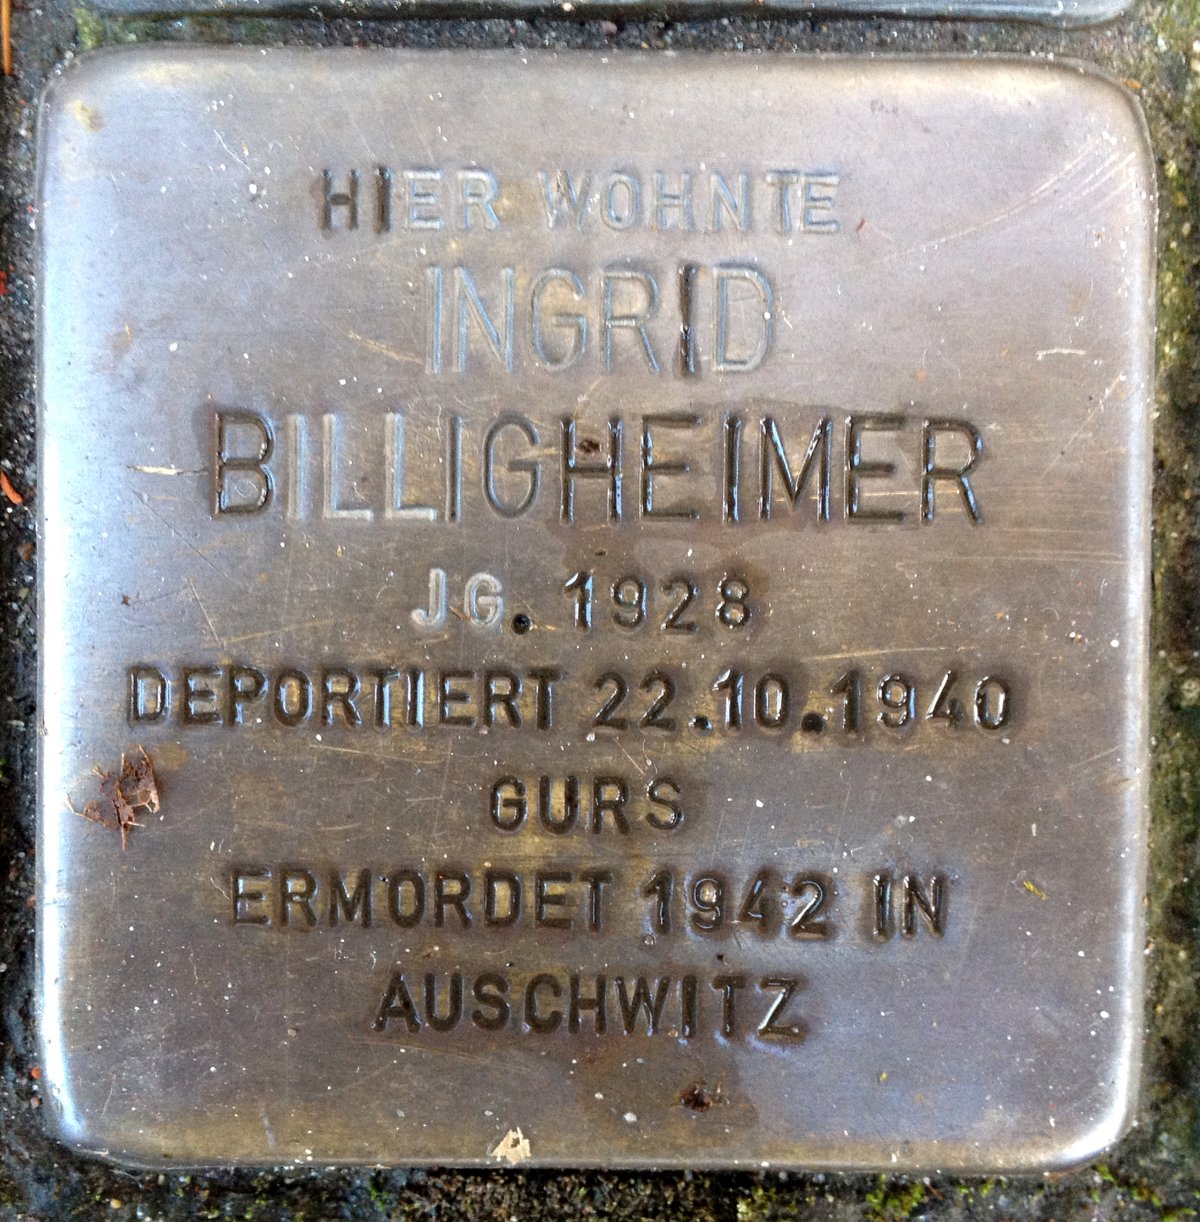 HIER WOHNTE
INGRID
BILLIGHEIMER
JG. 1928
DEPORTIERT 22.10.1940
GURS
ERMORDET 1942 IN
AUSCHWITZ